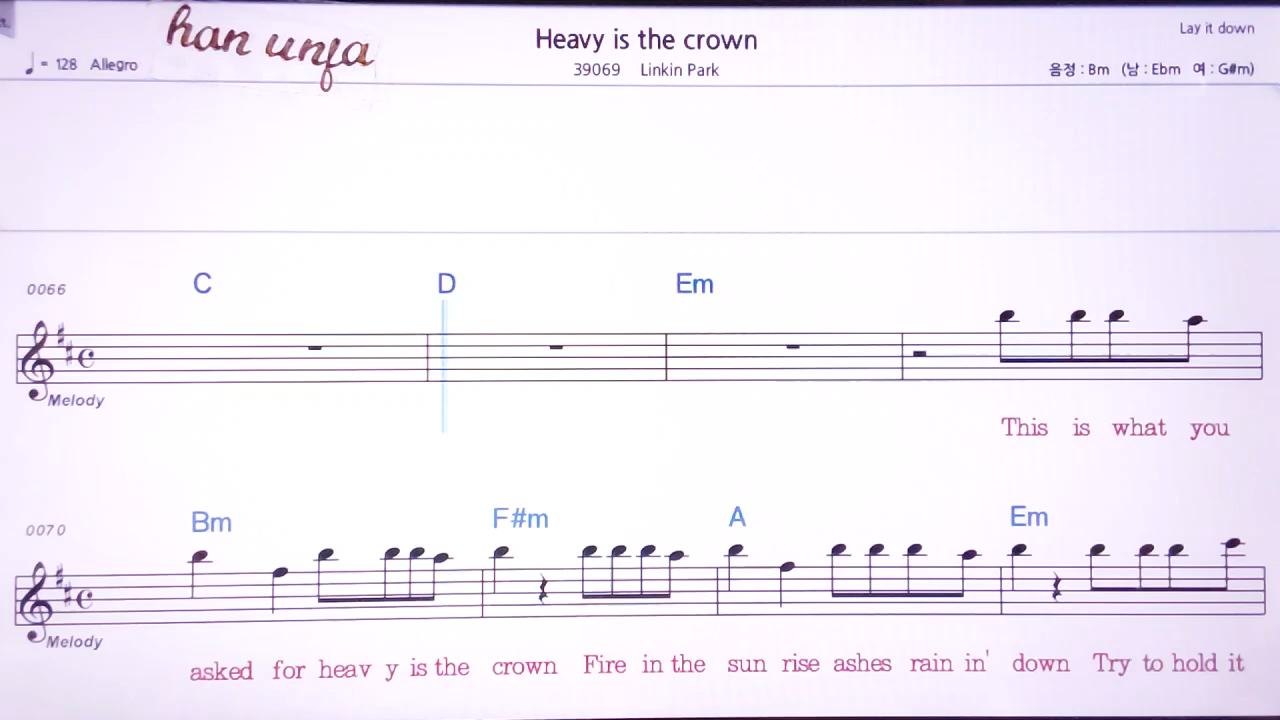 han unfa
Heavy is the crown
Lay it down
♩ = 128 Allegro
39069 Linkin Park
음정 : Bm (남 : Ebm 여 : G#m)
0066
C D Em
Melody
This is what you
0070
Bm F#m A Em
Melody
asked for heav y is the crown Fire in the sun rise ashes rain in' down Try to hold it